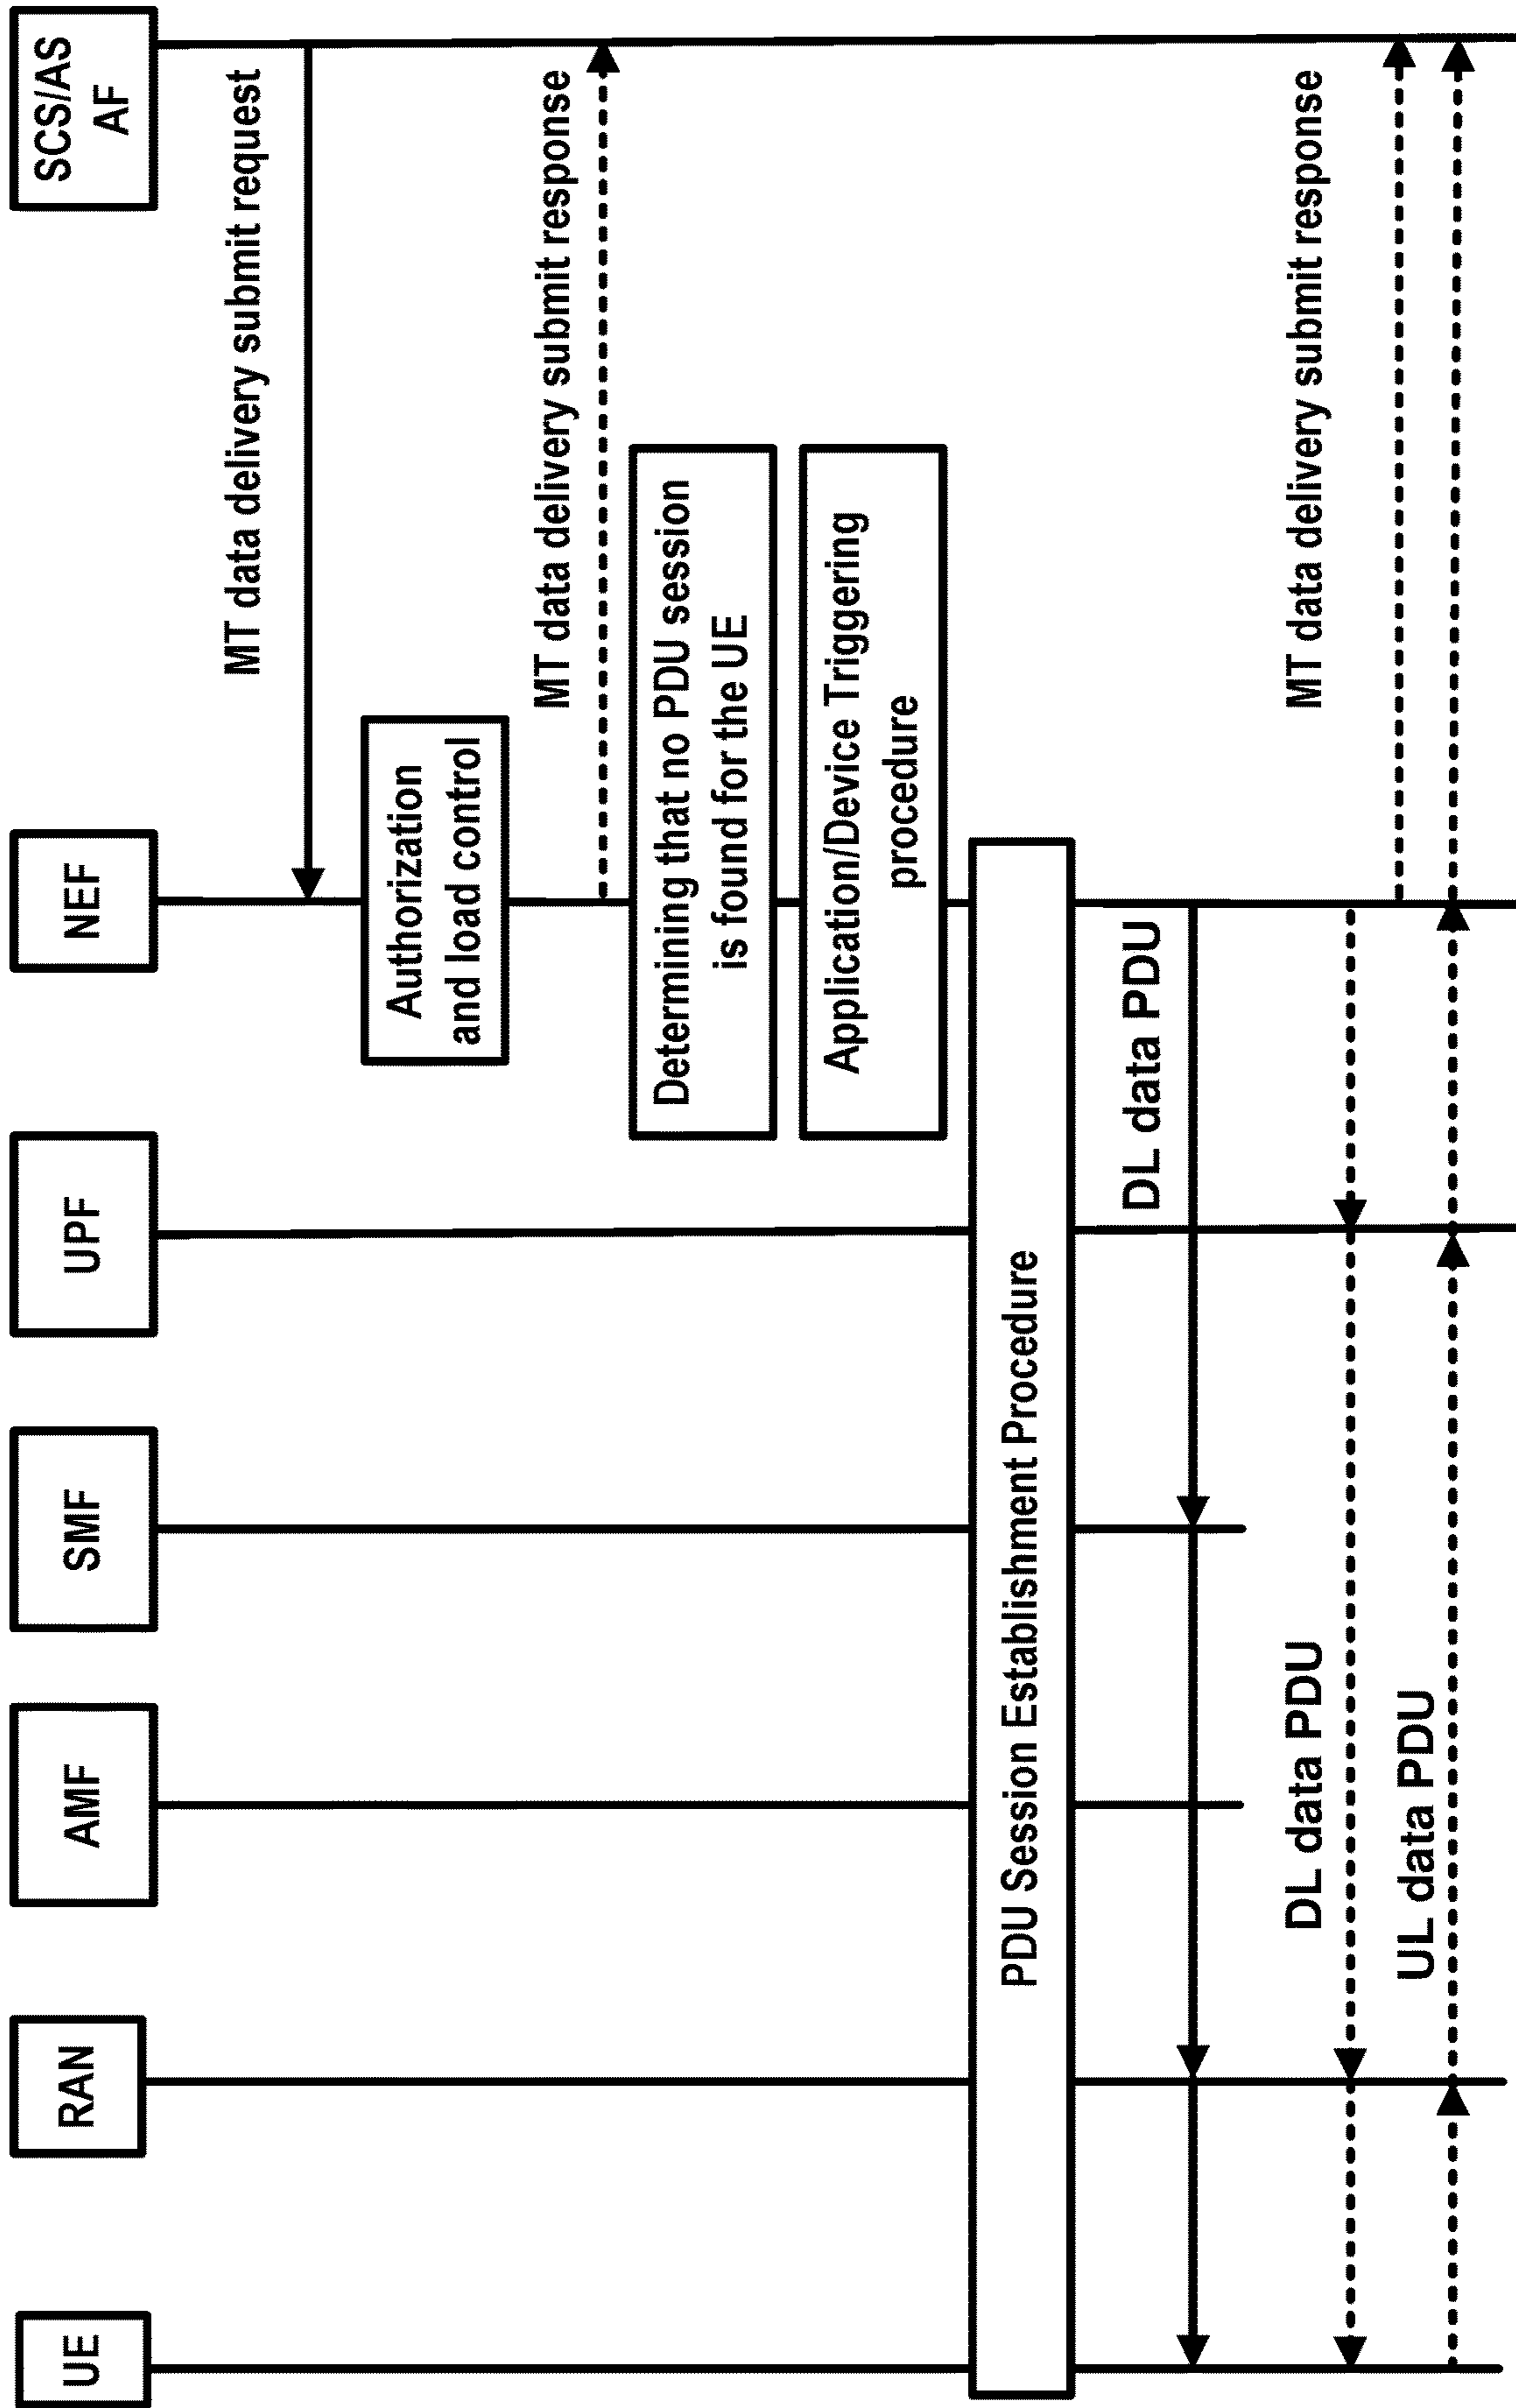 UE
RAN
AMF
SMF
UPF
NEF
SCS/AS
AF
MT data delivery submit request
Authorization
and load control
MT data delivery submit response
Determining that no PDU session
is found for the UE
Application/Device Triggering
procedure
PDU Session Establishment Procedure
DL data PDU
DL data PDU
MT data delivery submit response
UL data PDU